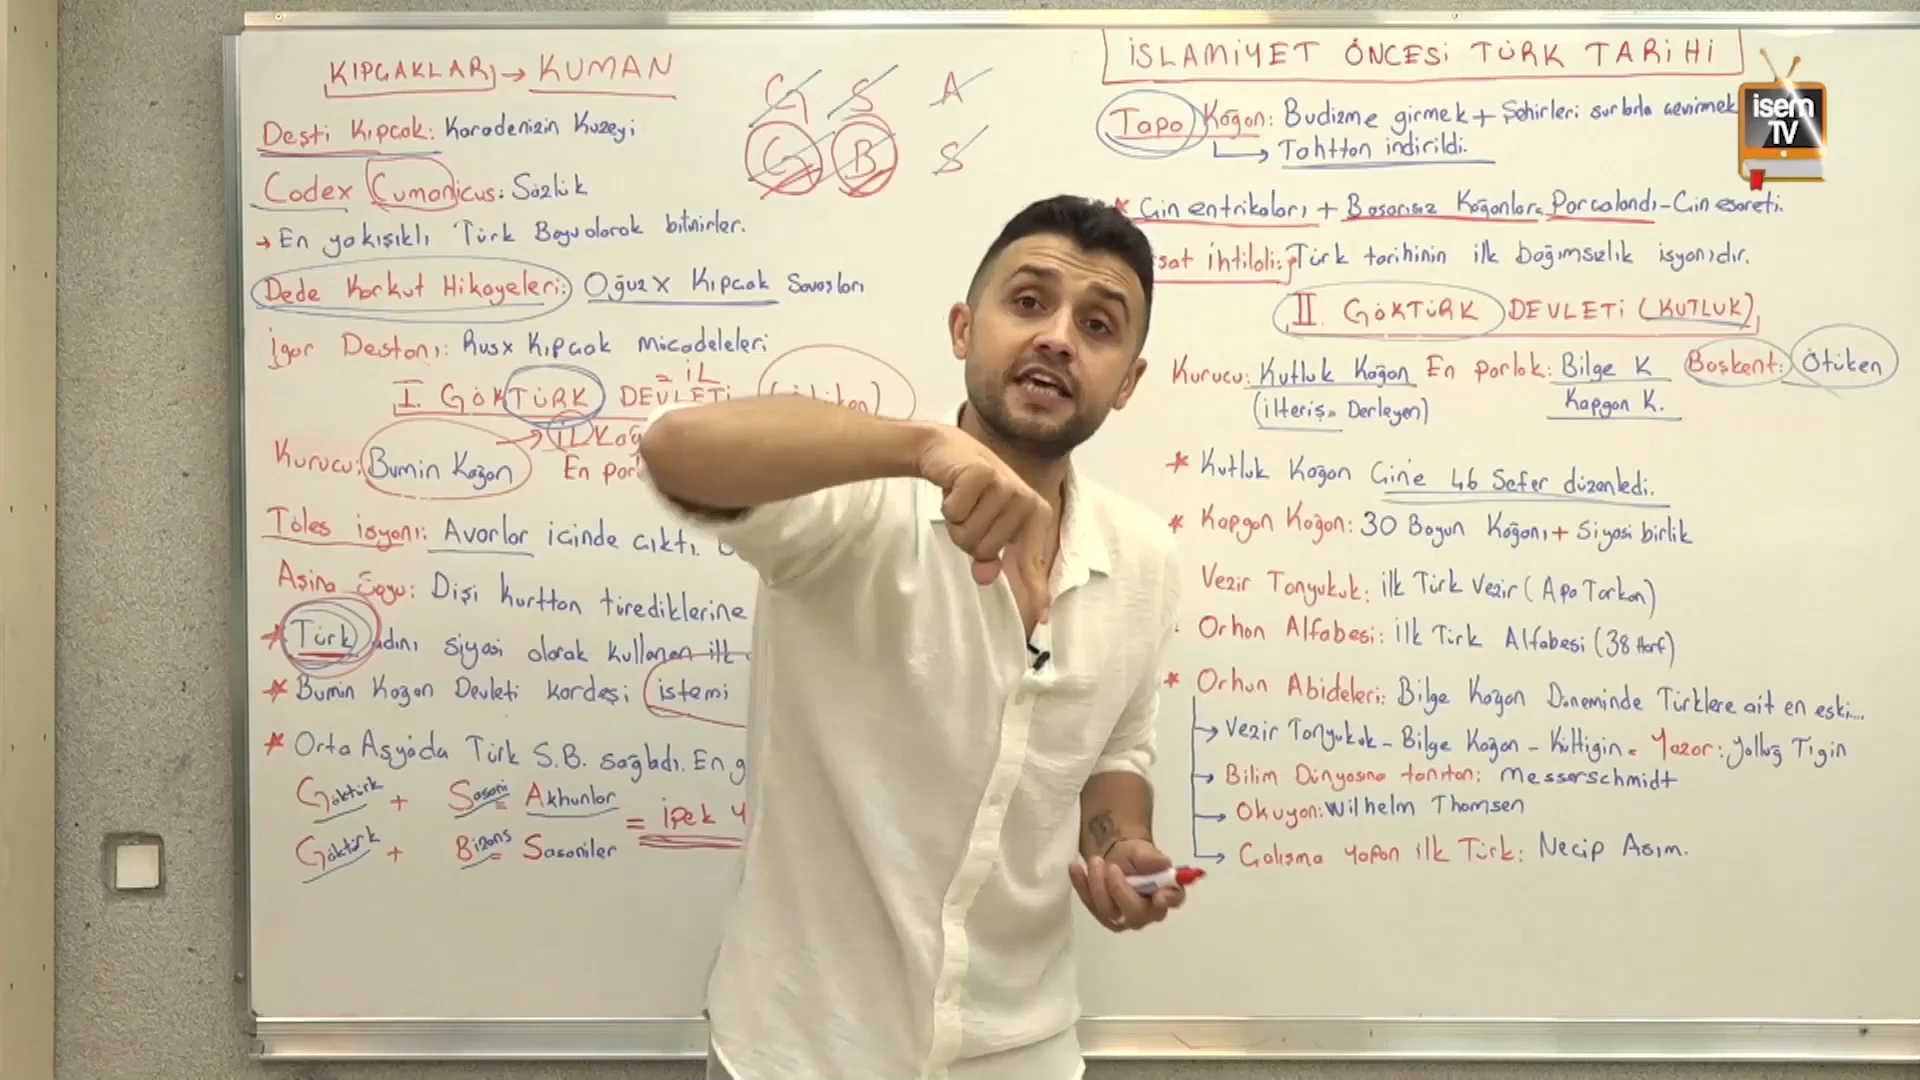 KIPÇAKLAR → KUMAN
Deşti Kıpçak: Karadenizin Kuzeyi
Codex Cumanicus: Sözlük
→ En yakışıklı Türk Boyu olarak bilinirler.
Dede Korkut Hikayeleri: Oğuz X Kıpçak Savaşları
İgor Destanı: Rus x Kıpçak Mücadeleleri
= İL
I. GÖKTÜRK DEVLETİ
→ İL Kağ
Kurucu: Bumin Kağan En par
Töles isyanı: Avarlar içinde çıktı.
Aşina Soyu: Dişi kurttan türediklerine
* Türk adını siyasi olarak kullanan ilk
* Bumin Kağan Devleti kardeşi İstemi
* Orta Asyada Türk S.B. sağladı. En g
Göktürk + Sasani = Akhunlar
= İpek Y
Göktürk + Bizans = Sasaniler
G S A
G B S
İSLAMİYET ÖNCESİ TÜRK TARİHİ
Tapo Kağan: Budizme girmek + Şehirleri surlarla çevirmek
→ Tahttan indirildi.
* Çin entrikaları + Başarısız Kağanlar = Parçalandı - Çin esareti.
şat ihtilali: Türk tarihinin ilk bağımsızlık isyanıdır.
II. GÖKTÜRK DEVLETİ (KUTLUK)
Kurucu: Kutluk Kağan En parlak: Bilge K Başkent: Ötüken
(ilteriş = Derleyen) Kapgan K.
* Kutluk Kağan Çin'e 46 Sefer düzenledi.
* Kapgan Kağan: 30 Boyun Kağanı + Siyasi birlik
Vezir Tonyukuk: ilk Türk Vezir (Apa Tarkan)
Orhon Alfabesi: İlk Türk Alfabesi (38 Harf)
* Orhun Abideleri: Bilge Kağan Döneminde Türklere ait en eski...
→ Vezir Tonyukuk - Bilge Kağan - Kültigin = Yazar: Yolluğ Tigin
→ Bilim Dünyasına tanıtan: Messerschmidt
→ Okuyan: Wilhelm Thomsen
→ Çalışma yapan ilk Türk: Necip Asım.
isem
TV